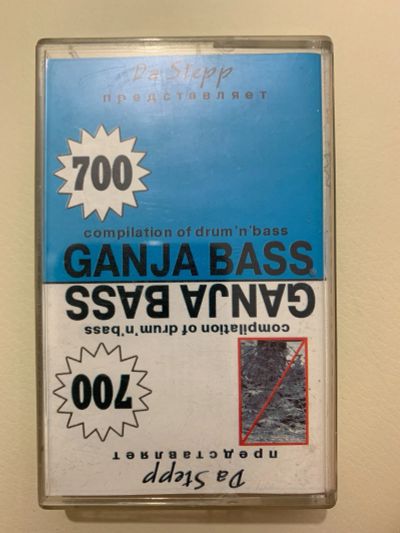 Da Stepp
представляет
700
compilation of drum'n'bass
GANJA BASS
GANJA BASS
compilation of drum'n'bass
700
представляет
Da Stepp